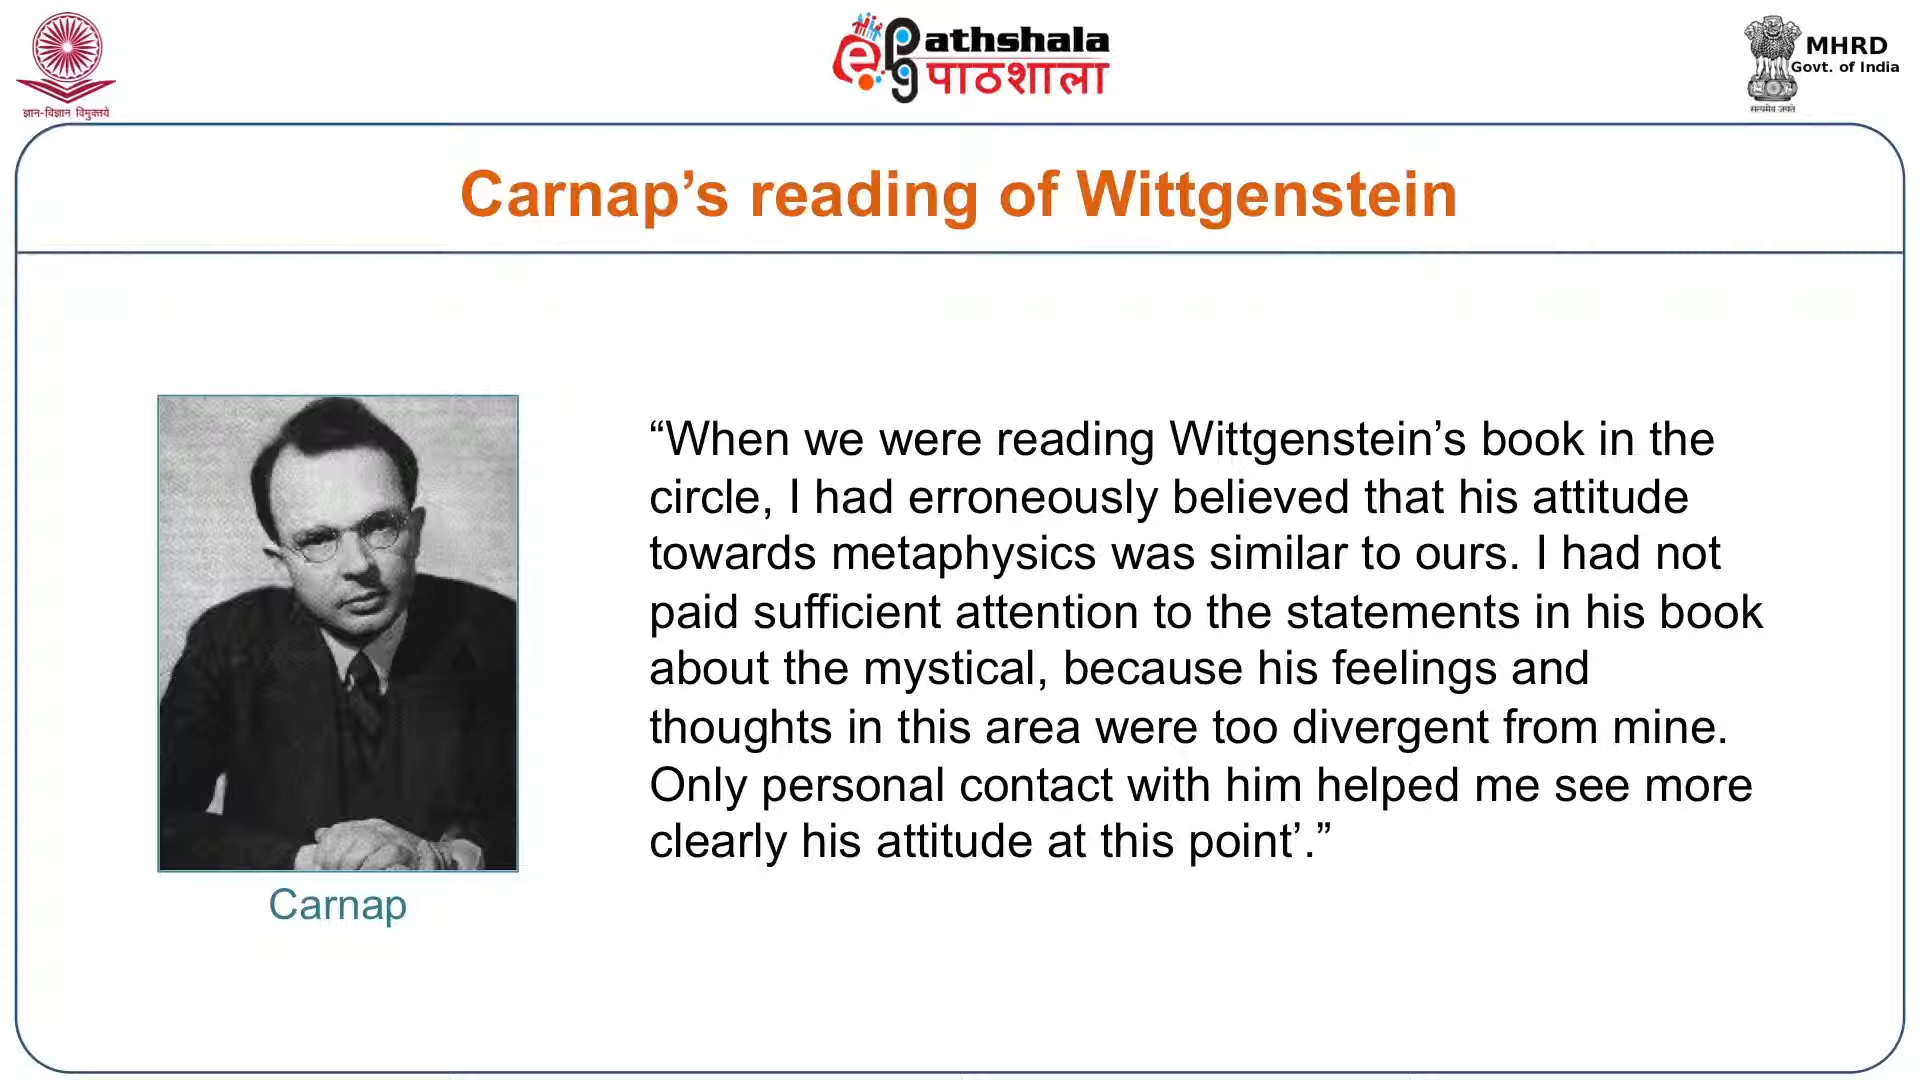 ज्ञान-विज्ञान विमुक्तये
ePG Pathshala
पाठशाला
MHRD
Govt. of India
सत्यमेव जयते
Carnap’s reading of Wittgenstein
“When we were reading Wittgenstein’s book in the
circle, I had erroneously believed that his attitude
towards metaphysics was similar to ours. I had not
paid sufficient attention to the statements in his book
about the mystical, because his feelings and
thoughts in this area were too divergent from mine.
Only personal contact with him helped me see more
clearly his attitude at this point’.”
Carnap